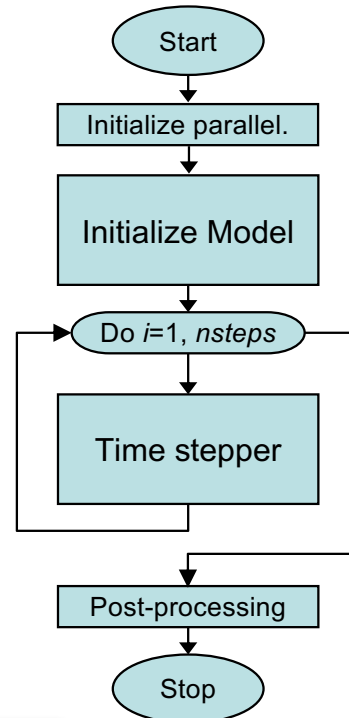 Start
Initialize parallel.
Initialize Model
Do i=1, nsteps
Time stepper
Post-processing
Stop